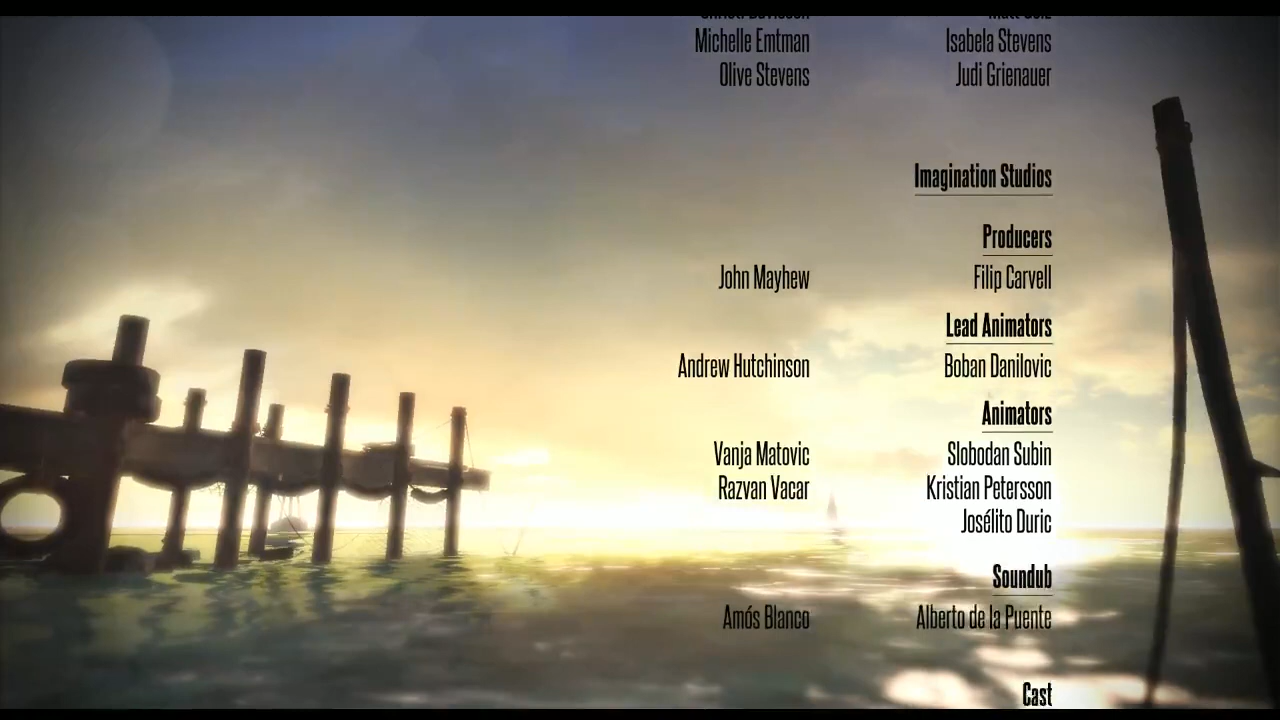 Michelle Emtman Isabela Stevens
Olive Stevens Judi Grienauer
Imagination Studios
Producers
John Mayhew Filip Carvell
Lead Animators
Andrew Hutchinson Boban Danilovic
Animators
Vanja Matovic Slobodan Subin
Razvan Vacar Kristian Petersson
Josélito Duric
Soundub
Amós Blanco Alberto de la Puente
Cast